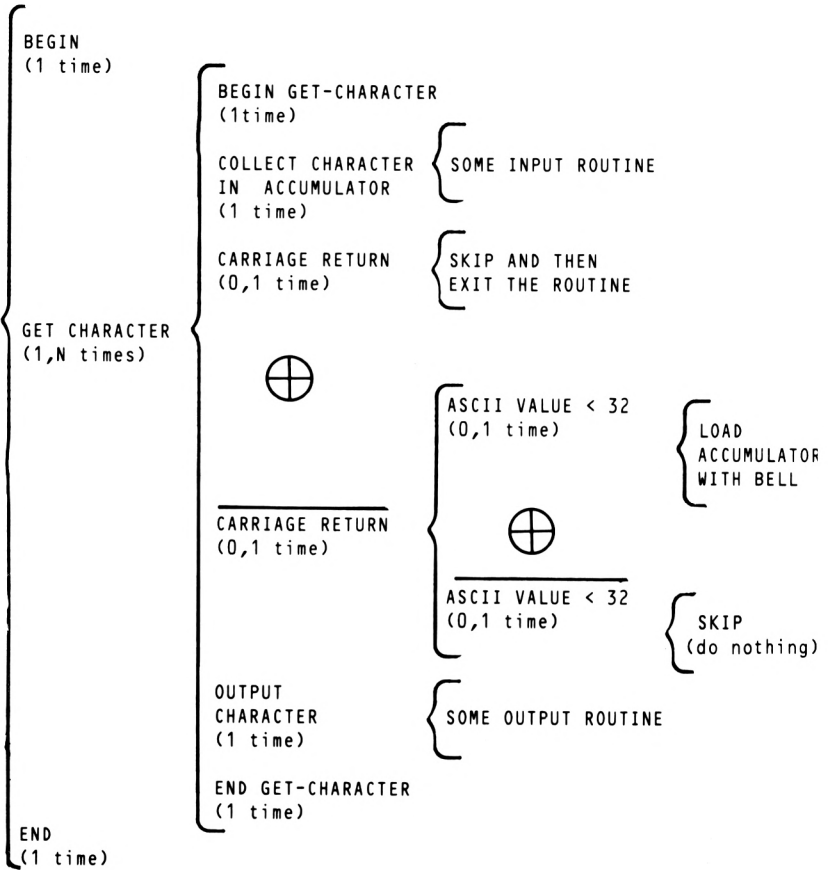 BEGIN
(1 time)
BEGIN GET-CHARACTER
(1time)
COLLECT CHARACTER
IN ACCUMULATOR
(1 time)
SOME INPUT ROUTINE
CARRIAGE RETURN
(0,1 time)
SKIP AND THEN
EXIT THE ROUTINE
GET CHARACTER
(1,N times)
ASCII VALUE < 32
(0,1 time)
LOAD
ACCUMULATOR
WITH BELL
CARRIAGE RETURN
(0,1 time)
ASCII VALUE < 32
(0,1 time)
SKIP
(do nothing)
OUTPUT
CHARACTER
(1 time)
SOME OUTPUT ROUTINE
END GET-CHARACTER
(1 time)
END
(1 time)